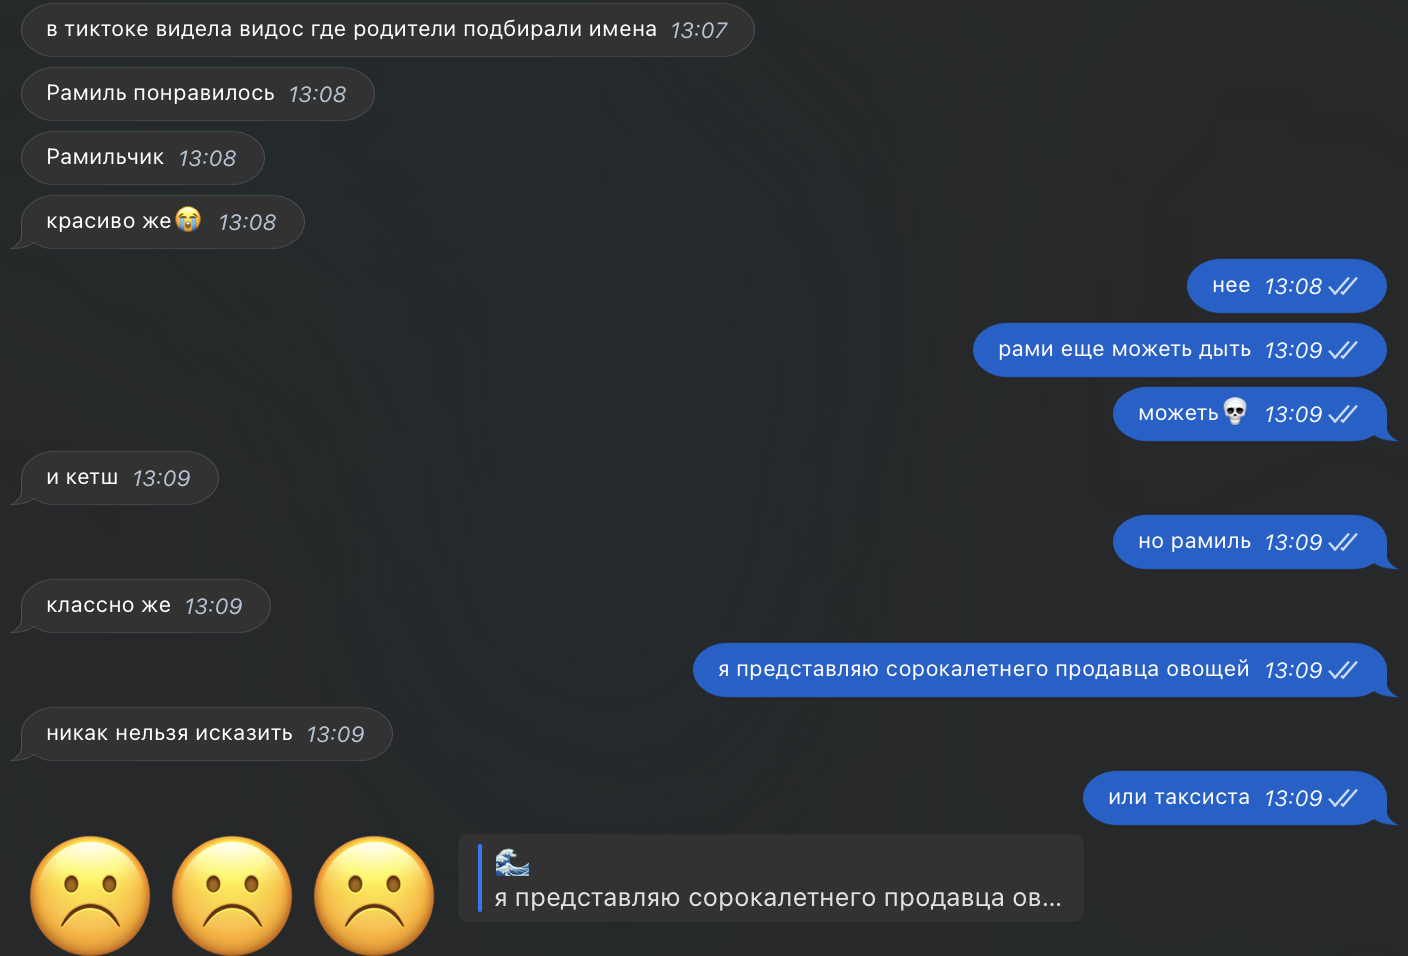 в тиктоке видела видос где родители подбирали имена 13:07
Рамиль понравилось 13:08
Рамильчик 13:08
красиво же😭 13:08
нее 13:08
рами еще можеть дыть 13:09
можеть💀 13:09
и кетш 13:09
но рамиль 13:09
классно же 13:09
я представляю сорокалетнего продавца овощей 13:09
никак нельзя исказить 13:09
или таксиста 13:09
🌊
я представляю сорокалетнего продавца ов...